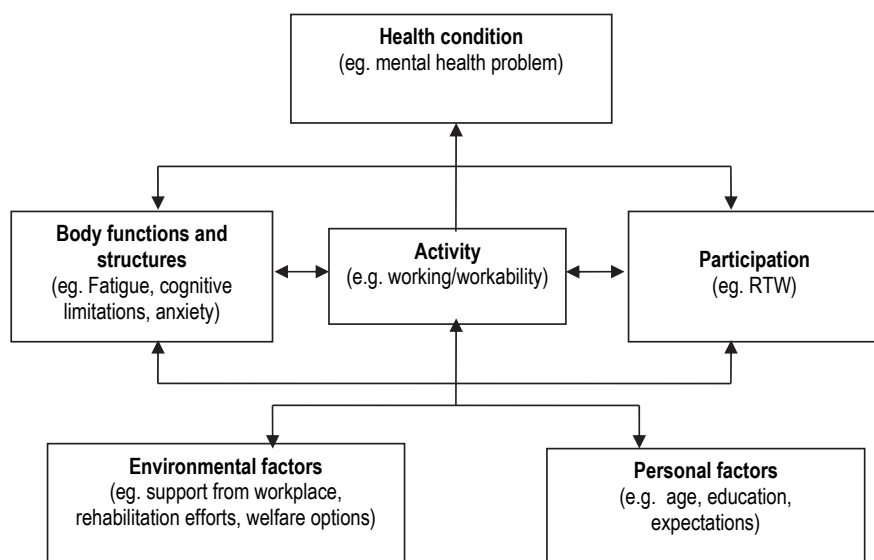 Health condition
(eg. mental health problem)
Body functions and
structures
(eg. Fatigue, cognitive
limitations, anxiety)
Activity
(e.g. working/workability)
Participation
(eg. RTW)
Environmental factors
(eg. support from workplace,
rehabilitation efforts, welfare options)
Personal factors
(e.g. age, education,
expectations)